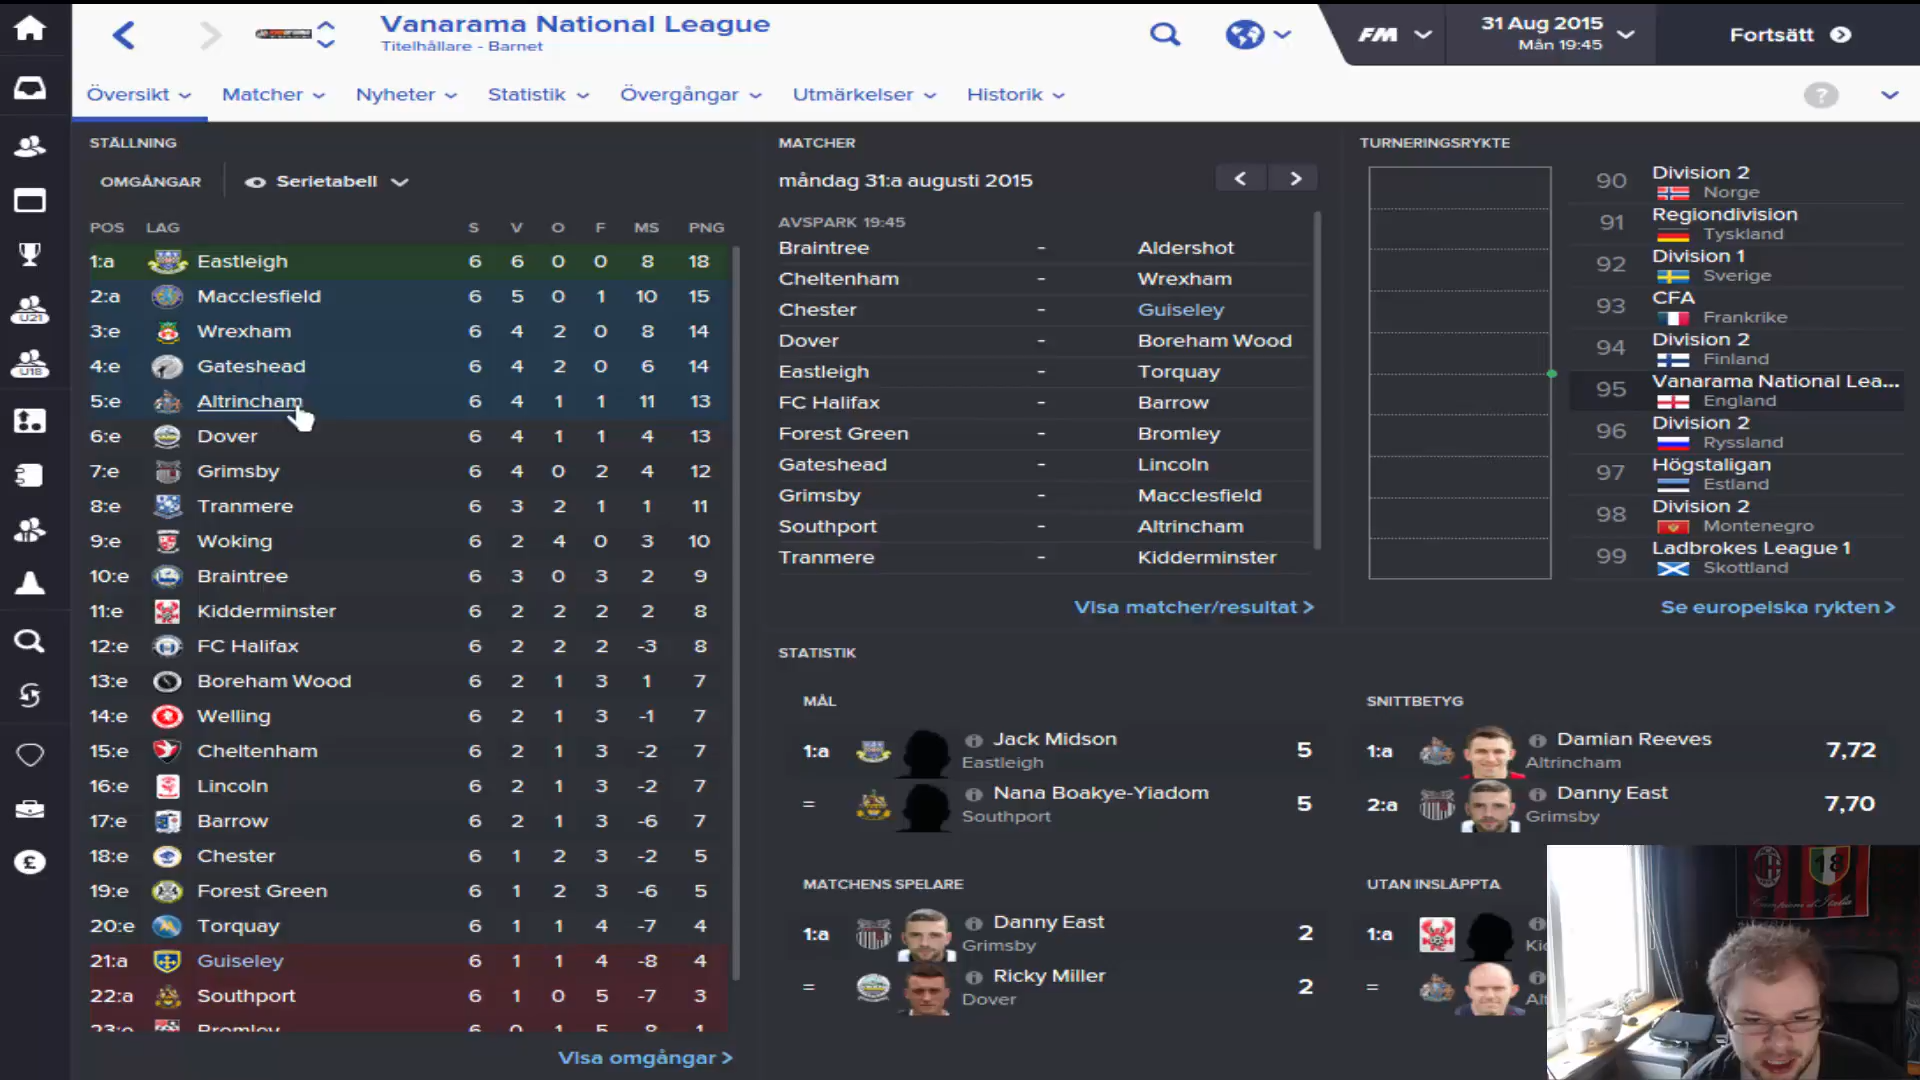 Vanarama National League
Titelhållare - Barnet
FM
31 Aug 2015
Mån 19:45
Fortsätt
Översikt
Matcher
Nyheter
Statistik
Övergångar
Utmärkelser
Historik
?
STÄLLNING
OMGÅNGAR
Serietabell
POS LAG S V O F MS PNG
1:a Eastleigh 6 6 0 0 8 18
2:a Macclesfield 6 5 0 1 10 15
3:e Wrexham 6 4 2 0 8 14
4:e Gateshead 6 4 2 0 6 14
5:e Altrincham 6 4 1 1 11 13
6:e Dover 6 4 1 1 4 13
7:e Grimsby 6 4 0 2 4 12
8:e Tranmere 6 3 2 1 1 11
9:e Woking 6 2 4 0 3 10
10:e Braintree 6 3 0 3 2 9
11:e Kidderminster 6 2 2 2 2 8
12:e FC Halifax 6 2 2 2 -3 8
13:e Boreham Wood 6 2 1 3 1 7
14:e Welling 6 2 1 3 -1 7
15:e Cheltenham 6 2 1 3 -2 7
16:e Lincoln 6 2 1 3 -2 7
17:e Barrow 6 2 1 3 -6 7
18:e Chester 6 1 2 3 -2 5
19:e Forest Green 6 1 2 3 -6 5
20:e Torquay 6 1 1 4 -7 4
21:a Guiseley 6 1 1 4 -8 4
22:a Southport 6 1 0 5 -7 3
23:e Bromley 6 0 1 5 -8 1
Visa omgångar >
MATCHER
måndag 31:a augusti 2015
AVSPARK 19:45
Braintree - Aldershot
Cheltenham - Wrexham
Chester - Guiseley
Dover - Boreham Wood
Eastleigh - Torquay
FC Halifax - Barrow
Forest Green - Bromley
Gateshead - Lincoln
Grimsby - Macclesfield
Southport - Altrincham
Tranmere - Kidderminster
Visa matcher/resultat >
TURNERINGSRYKTE
90 Division 2
Norge
91 Regiondivision
Tyskland
92 Division 1
Sverige
93 CFA
Frankrike
94 Division 2
Finland
95 Vanarama National Lea...
England
96 Division 2
Ryssland
97 Högstaligan
Estland
98 Division 2
Montenegro
99 Ladbrokes League 1
Skottland
Se europeiska rykten >
STATISTIK
MÅL
1:a Jack Midson 5
Eastleigh
= Nana Boakye-Yiadom 5
Southport
SNITTBETYG
1:a Damian Reeves 7,72
Altrincham
2:a Danny East 7,70
Grimsby
MATCHENS SPELARE
1:a Danny East 2
Grimsby
= Ricky Miller 2
Dover
UTAN INSLÄPPTA
1:a
=
U21
U18
18